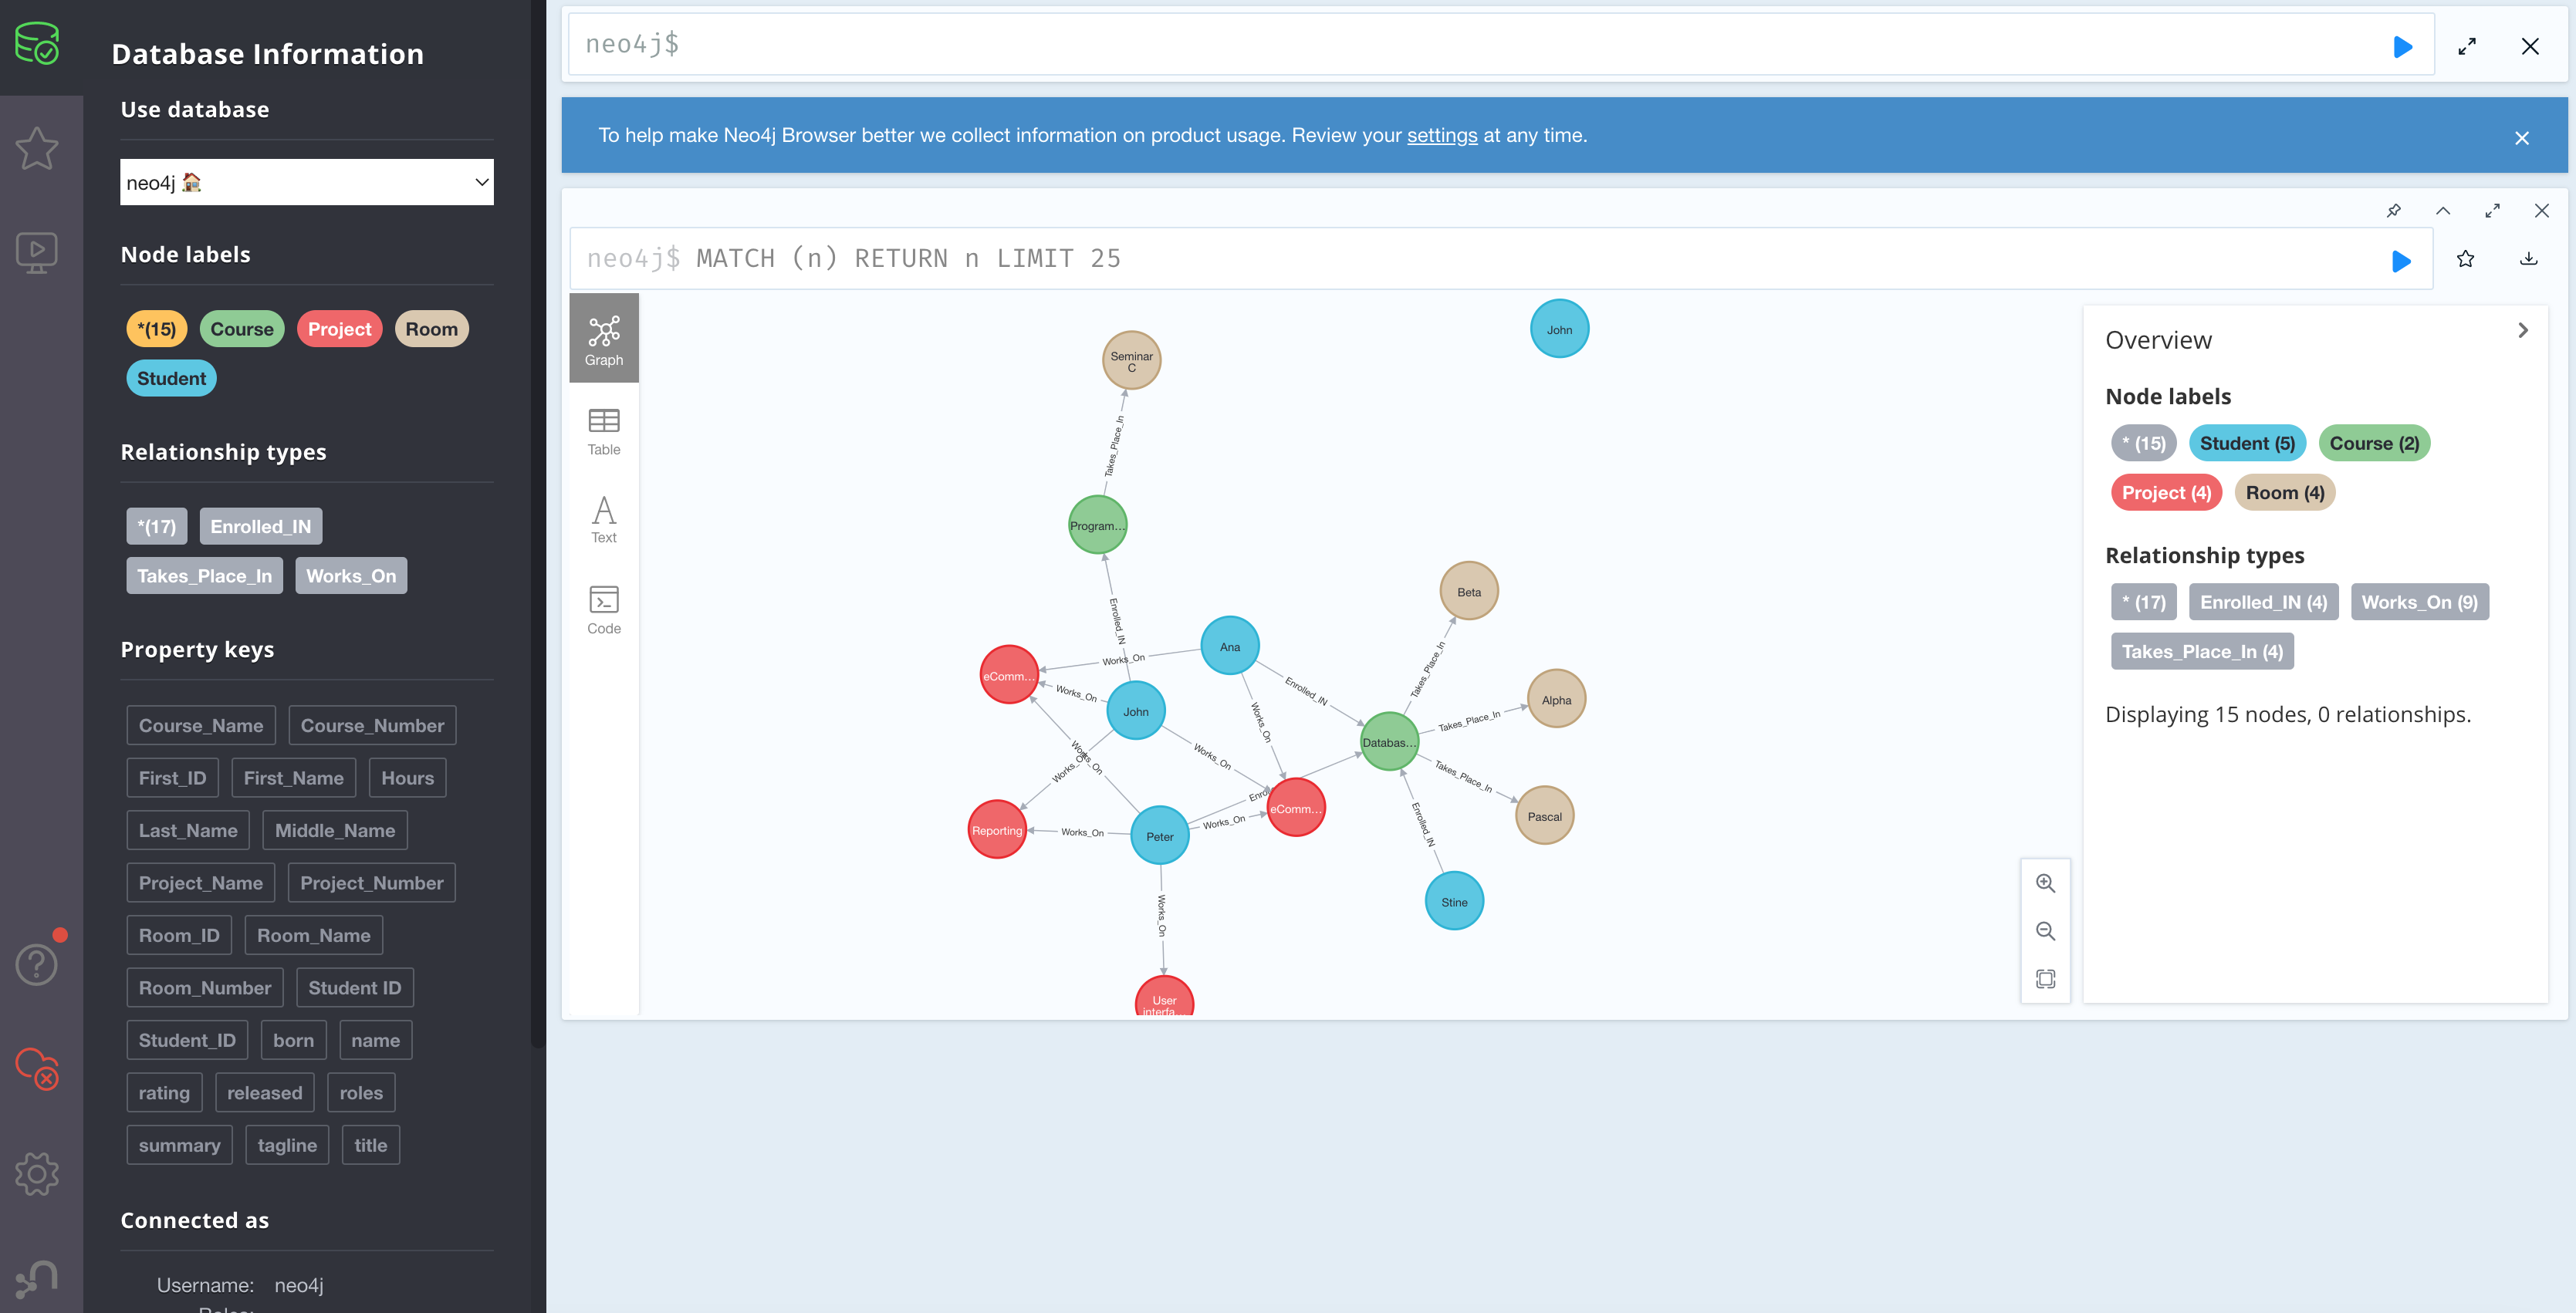 Database Information
Use database
neo4j
Node labels
*(15) Course Project Room
Student
Relationship types
*(17) Enrolled_IN
Takes_Place_In Works_On
Property keys
Course_Name Course_Number
First_ID First_Name Hours
Last_Name Middle_Name
Project_Name Project_Number
Room_ID Room_Name
Room_Number Student ID
Student_ID born name
rating released roles
summary tagline title
Connected as
Username: neo4j
neo4j$
To help make Neo4j Browser better we collect information on product usage. Review your settings at any time.
neo4j$ MATCH (n) RETURN n LIMIT 25
Graph
Table
Text
Code
John
Seminar
C
Takes_Place_In
Program...
Enrolled_IN
Beta
Ana
Takes_Place_In
Works_On
eComm...
Works_On
Enrolled_IN
Alpha
John
Works_On
Takes_Place_In
Databas...
Works_On
Works_On
Works_O
Takes_Place_In
Enro
eComm...
Pascal
Works_On
Reporting
Works_On
Peter
Enrolled_IN
Works_On
Stine
User
interfa...
Overview
Node labels
* (15) Student (5) Course (2)
Project (4) Room (4)
Relationship types
* (17) Enrolled_IN (4) Works_On (9)
Takes_Place_In (4)
Displaying 15 nodes, 0 relationships.